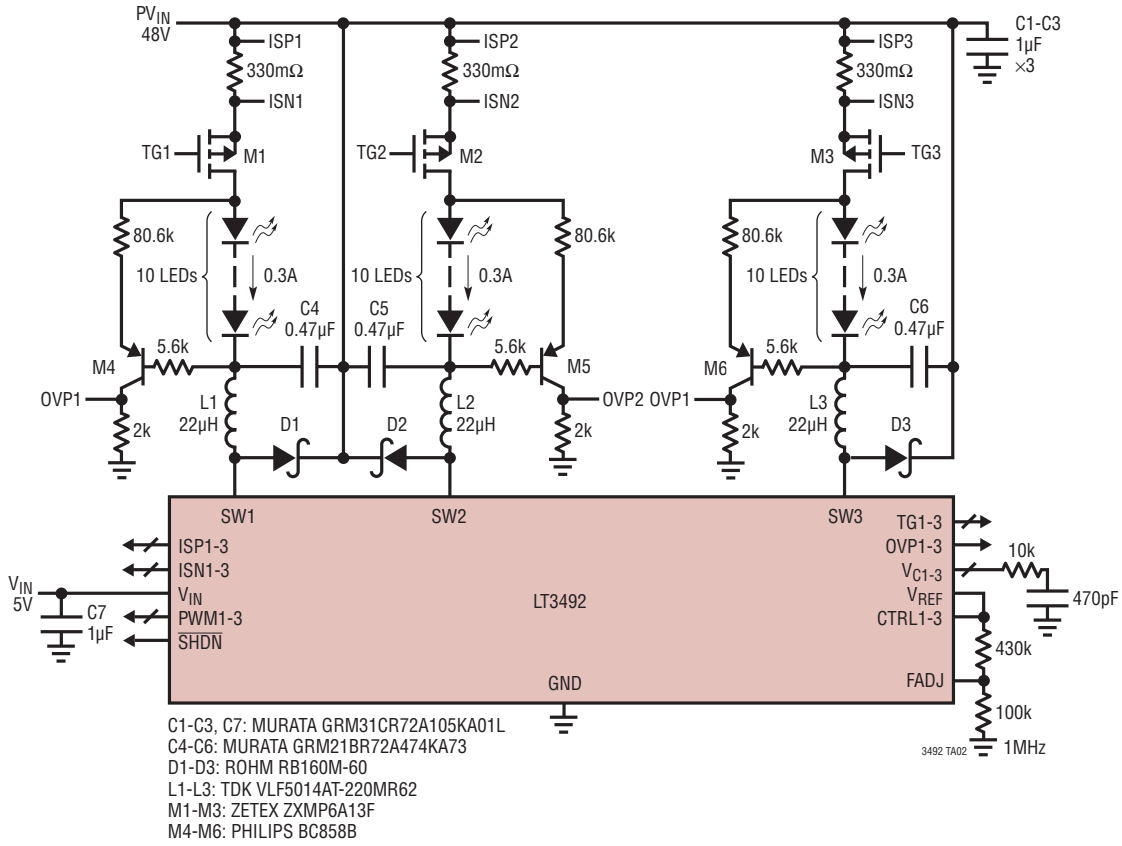 PVIN
48V
ISP1
330mΩ
ISN1
TG1
M1
80.6k
10 LEDs
0.3A
C4
0.47µF
5.6k
M4
OVP1
2k
L1
22µH
D1
ISP2
330mΩ
ISN2
TG2
M2
80.6k
10 LEDs
0.3A
C5
0.47µF
5.6k
M5
OVP2
2k
L2
22µH
D2
ISP3
330mΩ
ISN3
M3
TG3
80.6k
10 LEDs
0.3A
C6
0.47µF
5.6k
M6
OVP1
2k
L3
22µH
D3
C1-C3
1µF
×3
SW1
SW2
SW3
ISP1-3
ISN1-3
VIN
PWM1-3
SHDN
VIN
5V
C7
1µF
LT3492
GND
TG1-3
OVP1-3
VC1-3
VREF
CTRL1-3
FADJ
10k
470pF
430k
100k
1MHz
3492 TA02
C1-C3, C7: MURATA GRM31CR72A105KA01L
C4-C6: MURATA GRM21BR72A474KA73
D1-D3: ROHM RB160M-60
L1-L3: TDK VLF5014AT-220MR62
M1-M3: ZETEX ZXMP6A13F
M4-M6: PHILIPS BC858B